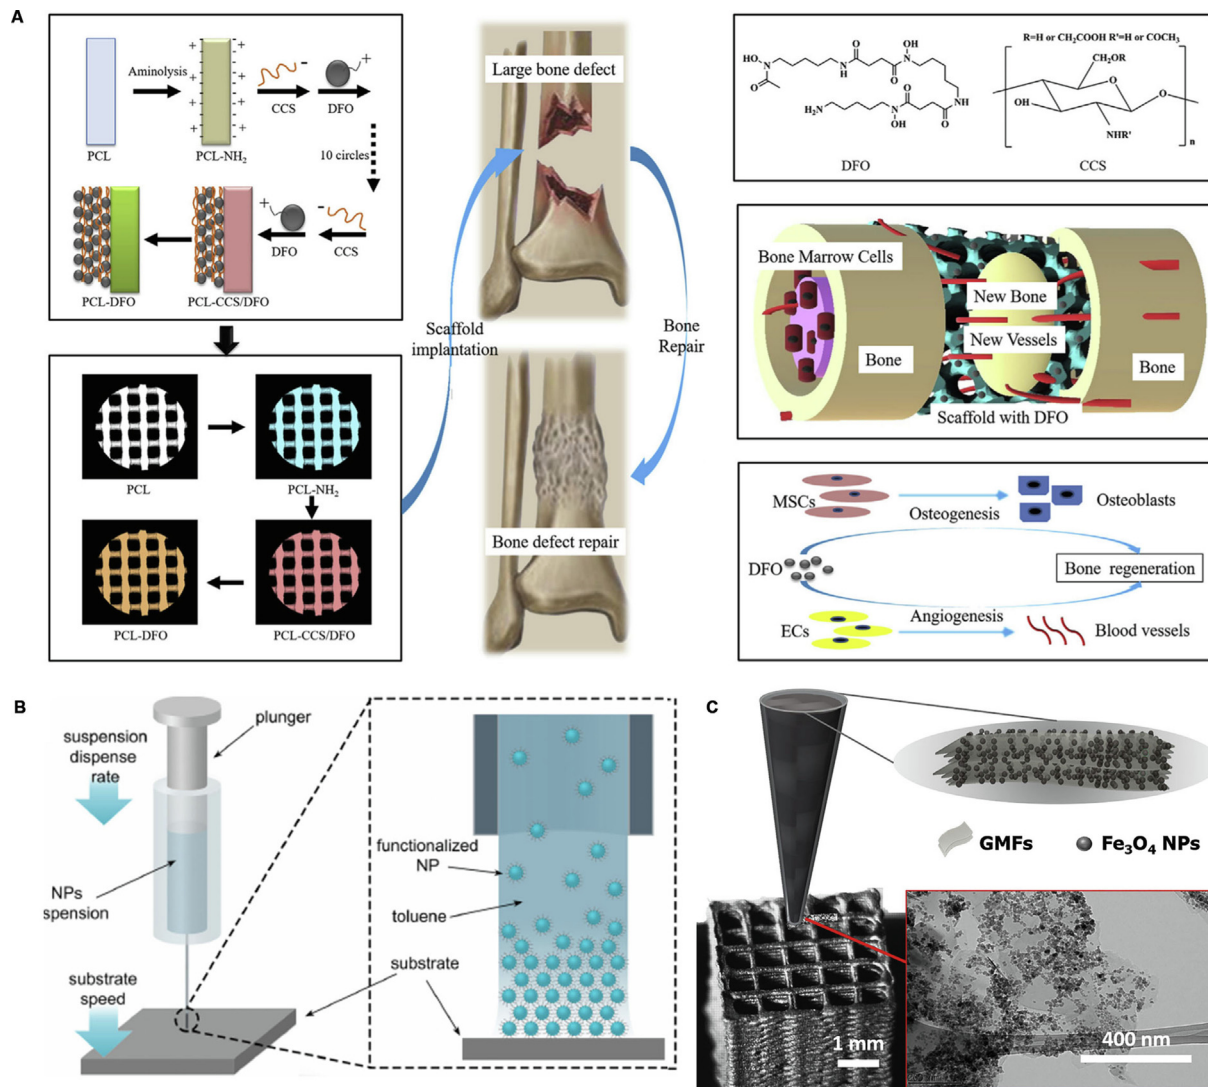 A
Aminolysis
CCS
DFO
PCL
PCL-NH₂
10 circles
DFO
CCS
PCL-DFO
PCL-CCS/DFO
PCL
PCL-NH₂
PCL-DFO
PCL-CCS/DFO
Scaffold
implantation
Large bone defect
Bone
Repair
Bone defect repair
R=H or CH₂COOH R'=H or COCH₃
HO
N
O
NH
O
O
OH
N
H₂N
N
OH
O
O
NH
CH₂OR
O
HO
NHR'
O
n
DFO
CCS
Bone Marrow Cells
New Bone
New Vessels
Bone
Bone
Scaffold with DFO
MSCs
Osteogenesis
Osteoblasts
DFO
Bone regeneration
ECs
Angiogenesis
Blood vessels
B
plunger
suspension
dispense
rate
NPs
spension
substrate
speed
functionalized
NP
toluene
substrate
C
GMFs
Fe₃O₄ NPs
1 mm
400 nm